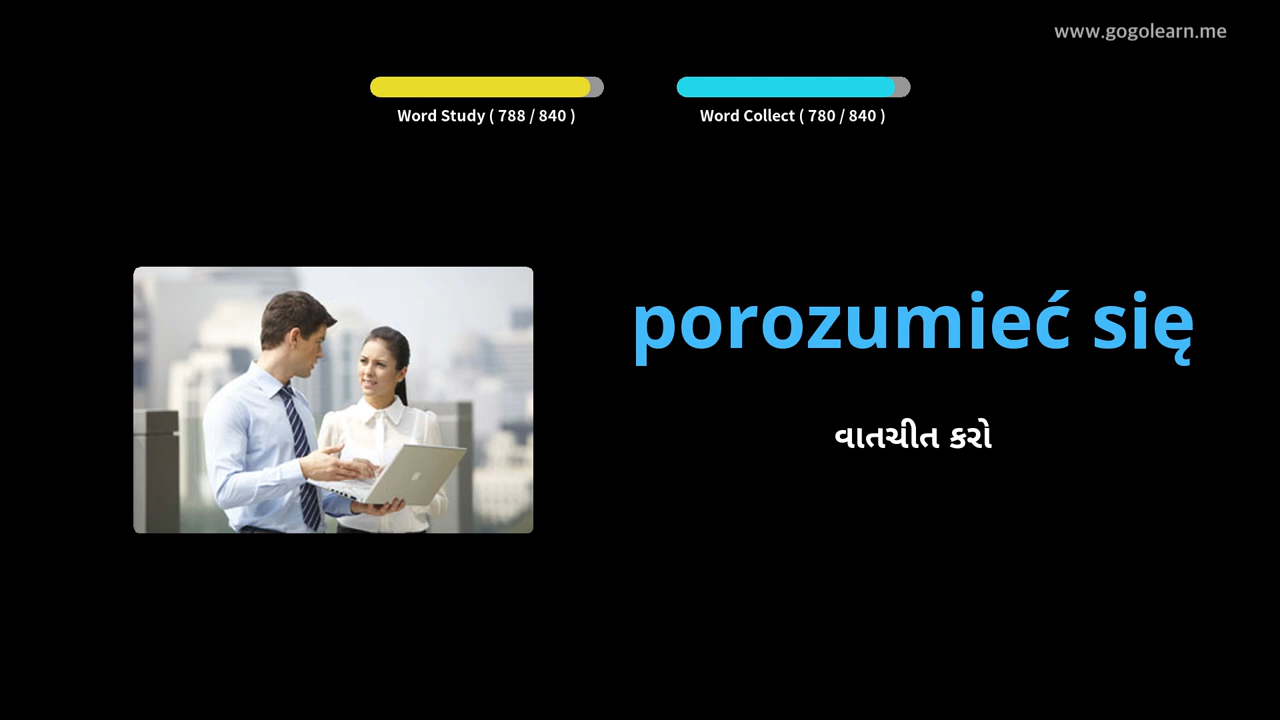 www.gogolearn.me
Word Study ( 788 / 840 )
Word Collect ( 780 / 840 )
porozumieć się
વાતચીત કરો